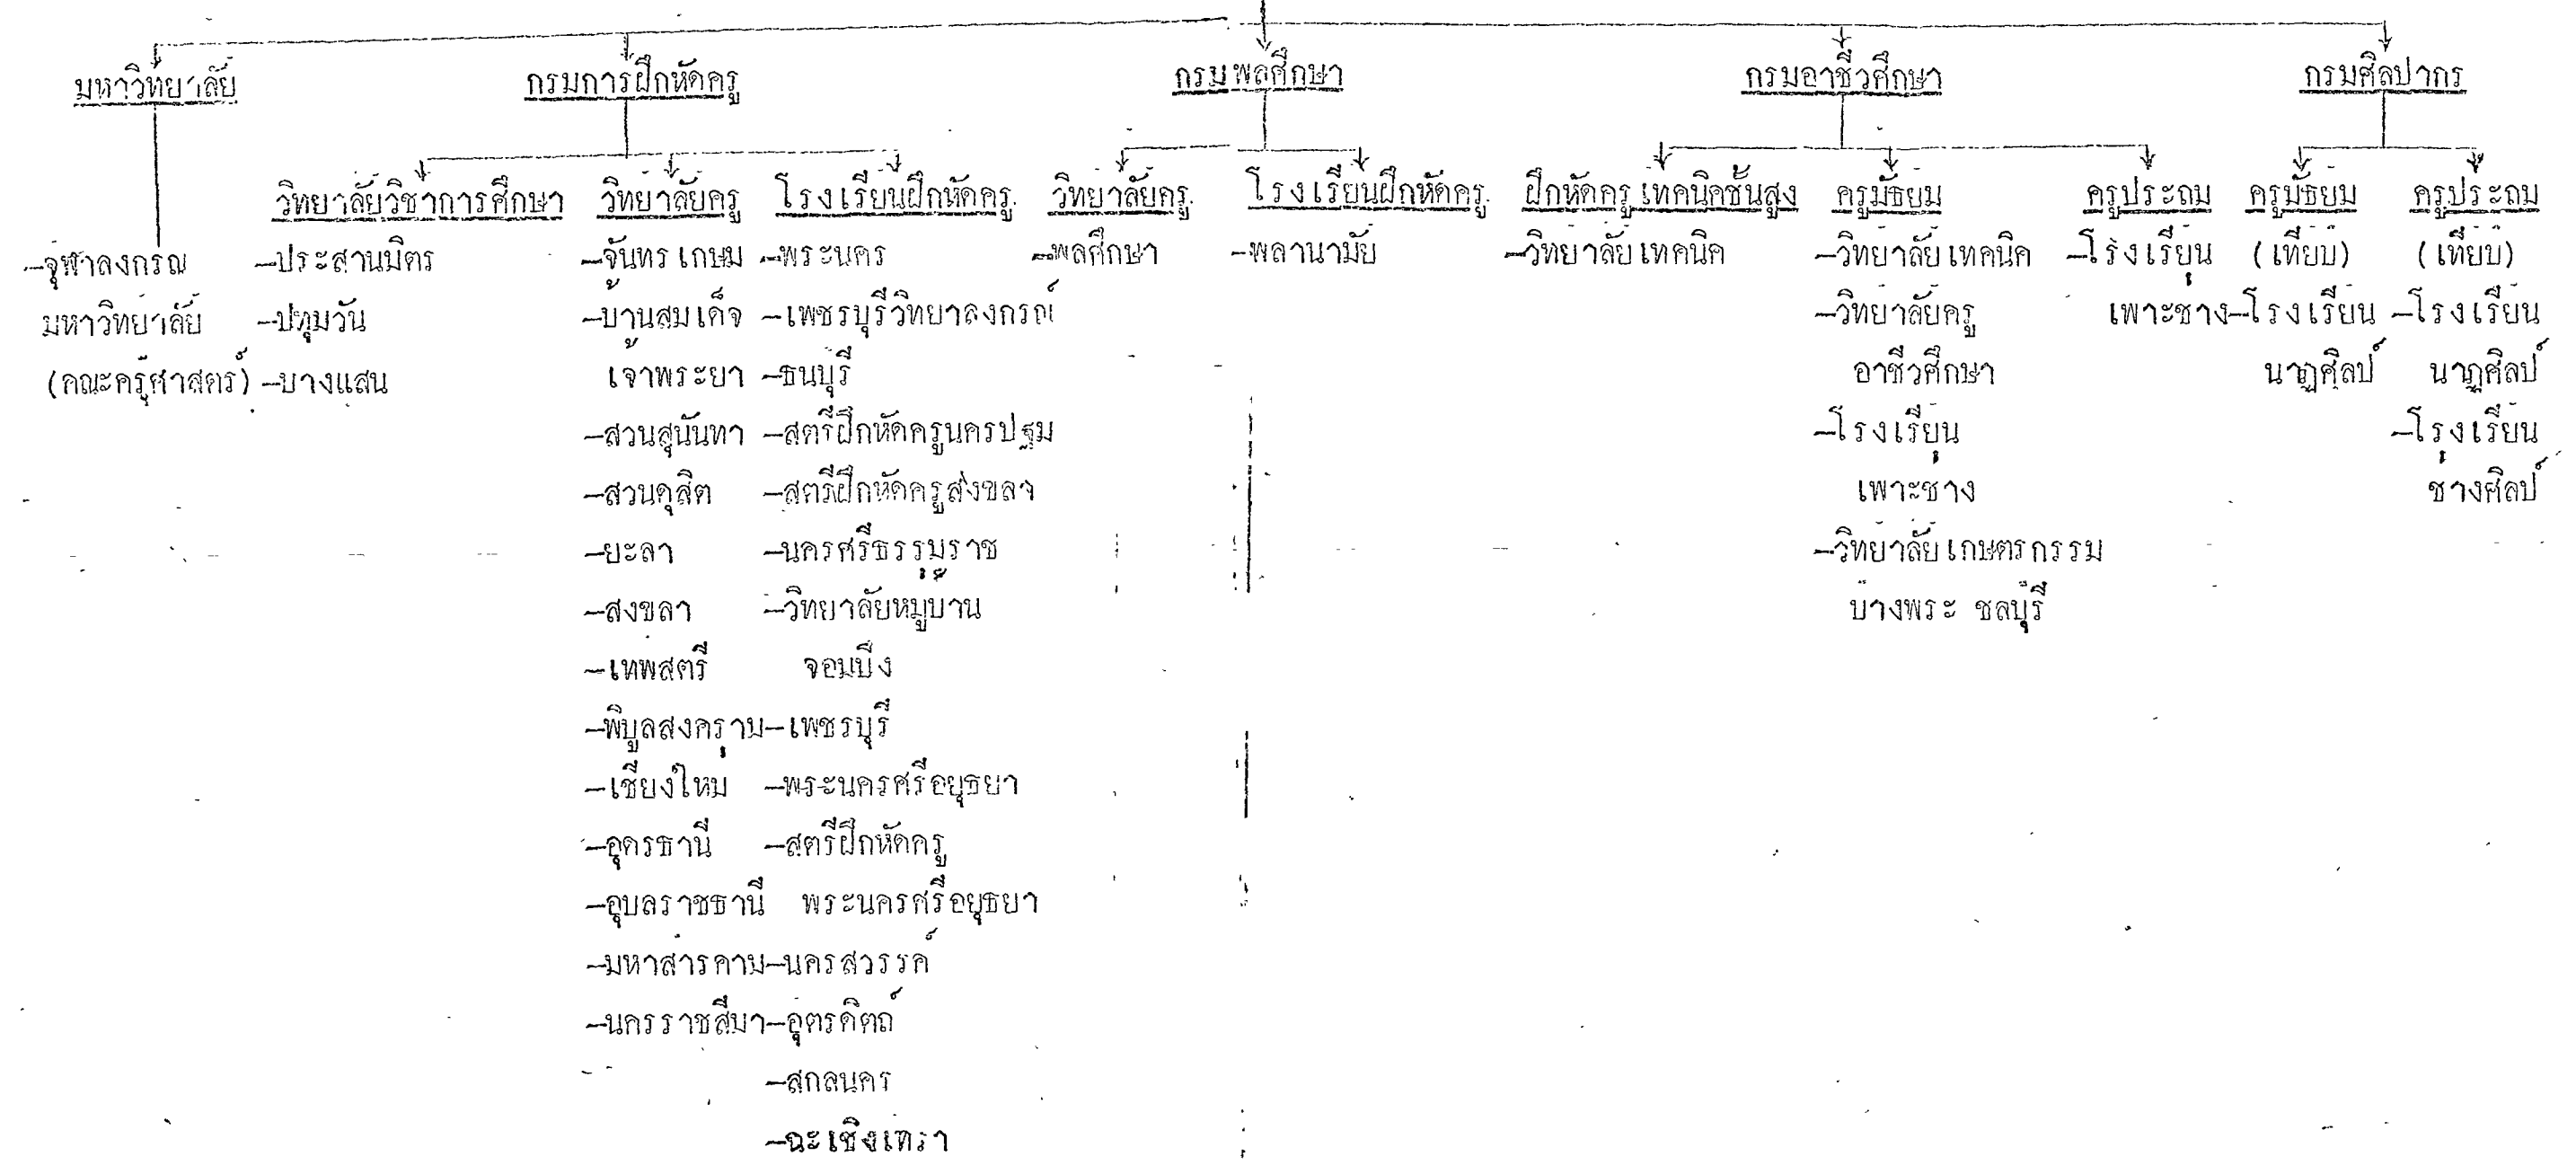 มหาวิทยาลัย กรมการฝึกหัดครู กรมพลศึกษา กรมอาชีวศึกษา กรมศิลปากร
วิทยาลัยวิชาการศึกษา วิทยาลัยครู โรงเรียนฝึกหัดครู วิทยาลัยครู โรงเรียนฝึกหัดครู ฝึกหัดครูเทคนิคชั้นสูง ครูมัธยม ครูประถม ครูมัธยม ครูประถม
-จุฬาลงกรณ -ประสานมิตร -จันทรเกษม -พระนคร -พลศึกษา -พลานามัย -วิทยาลัยเทคนิค -วิทยาลัยเทคนิค -โรงเรียน (เทียบ) (เทียบ)
มหาวิทยาลัย -ปทุมวัน -บ้านสมเด็จ -เพชรบุรีวิทยาลงกรณ์ -วิทยาลัยครู เพาะช่าง -โรงเรียน -โรงเรียน
(คณะครุศาสตร์) -บางแสน เจ้าพระยา -ธนบุรี อาชีวศึกษา นาฏศิลป์ นาฏศิลป์
-สวนสุนันทา -สตรีฝึกหัดครูนครปฐม -โรงเรียน -โรงเรียน
-สวนดุสิต -สตรีฝึกหัดครูสงขลา เพาะช่าง ช่างศิลป์
-ยะลา -นครศรีธรรมราช -วิทยาลัยเกษตรกรรม
-สงขลา -วิทยาลัยหมู่บ้าน บางพระ ชลบุรี
-เทพสตรี จอมบึง
-พิบูลสงคราม -เพชรบุรี
-เชียงใหม่ -พระนครศรีอยุธยา
-อุดรธานี -สตรีฝึกหัดครู
-อุบลราชธานี พระนครศรีอยุธยา
-มหาสารคาม -นครสวรรค์
-นครราชสีมา -อุตรดิตถ์
-สกลนคร
-ฉะเชิงเทรา